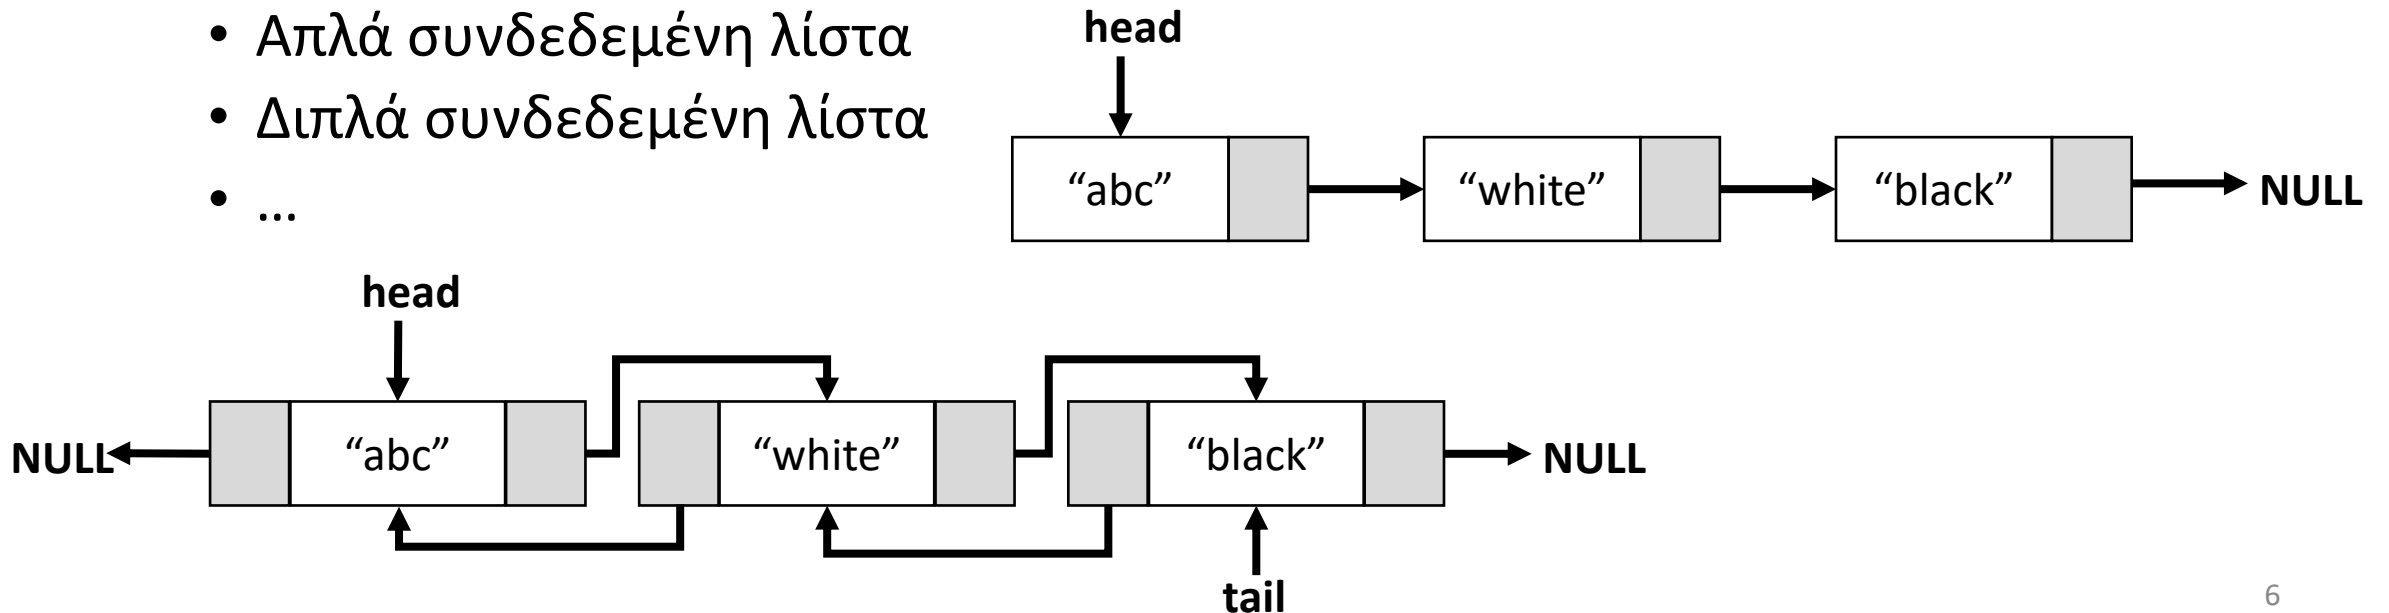 • Απλά συνδεδεμένη λίστα
• Διπλά συνδεδεμένη λίστα
• ...
head
“abc” “white” “black” NULL
head
NULL “abc” “white” “black” NULL
tail
6